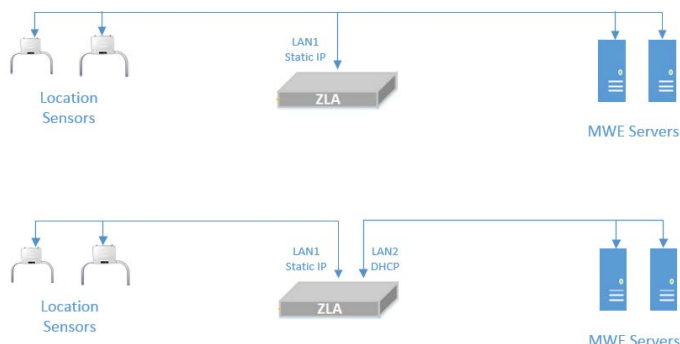 LAN1
Static IP
ZLA
Location
Sensors
MWE Servers
LAN1
Static IP
LAN2
DHCP
ZLA
Location
Sensors
MWE Servers